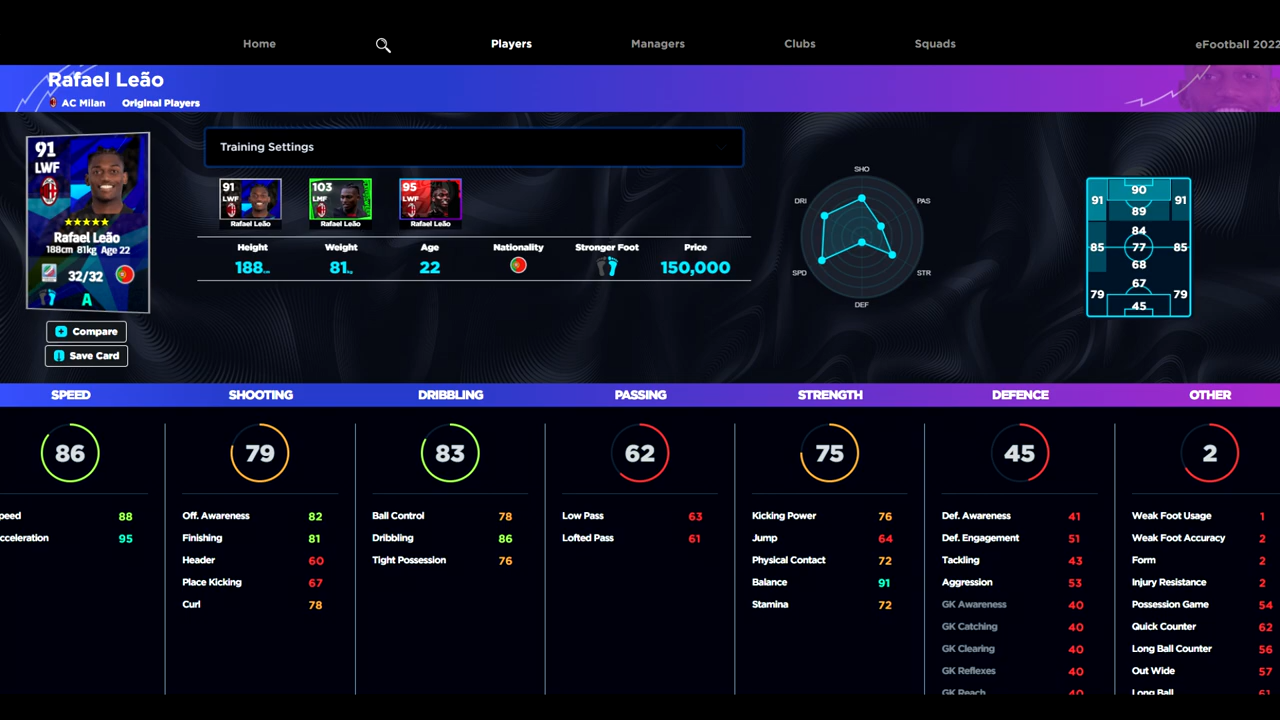 Home
Players
Managers
Clubs
Squads
eFootball 2022
Rafael Leão
AC Milan Original Players
91
LWF
Rafael Leão
188cm 81kg Age 22
32/32
A
Compare
Save Card
Training Settings
91
LWF
Rafael Leão
103
LMF
Rafael Leão
95
LWF
Rafael Leão
Height Weight Age Nationality Stronger Foot Price
188 81 22 150,000
SHO
DRI PAS
SPD STR
DEF
90
91 91
89
84
85 77 85
68
67
79 79
45
SPEED SHOOTING DRIBBLING PASSING STRENGTH DEFENCE OTHER
86 79 83 62 75 45 2
peed 88
cceleration 95
Off. Awareness 82
Finishing 81
Header 60
Place Kicking 67
Curl 78
Ball Control 78
Dribbling 86
Tight Possession 76
Low Pass 63
Lofted Pass 61
Kicking Power 76
Jump 64
Physical Contact 72
Balance 91
Stamina 72
Def. Awareness 41
Def. Engagement 51
Tackling 43
Aggression 53
GK Awareness 40
GK Catching 40
GK Clearing 40
GK Reflexes 40
GK Reach 40
Weak Foot Usage 1
Weak Foot Accuracy 2
Form 2
Injury Resistance 2
Possession Game 54
Quick Counter 62
Long Ball Counter 56
Out Wide 57
Long Ball 61